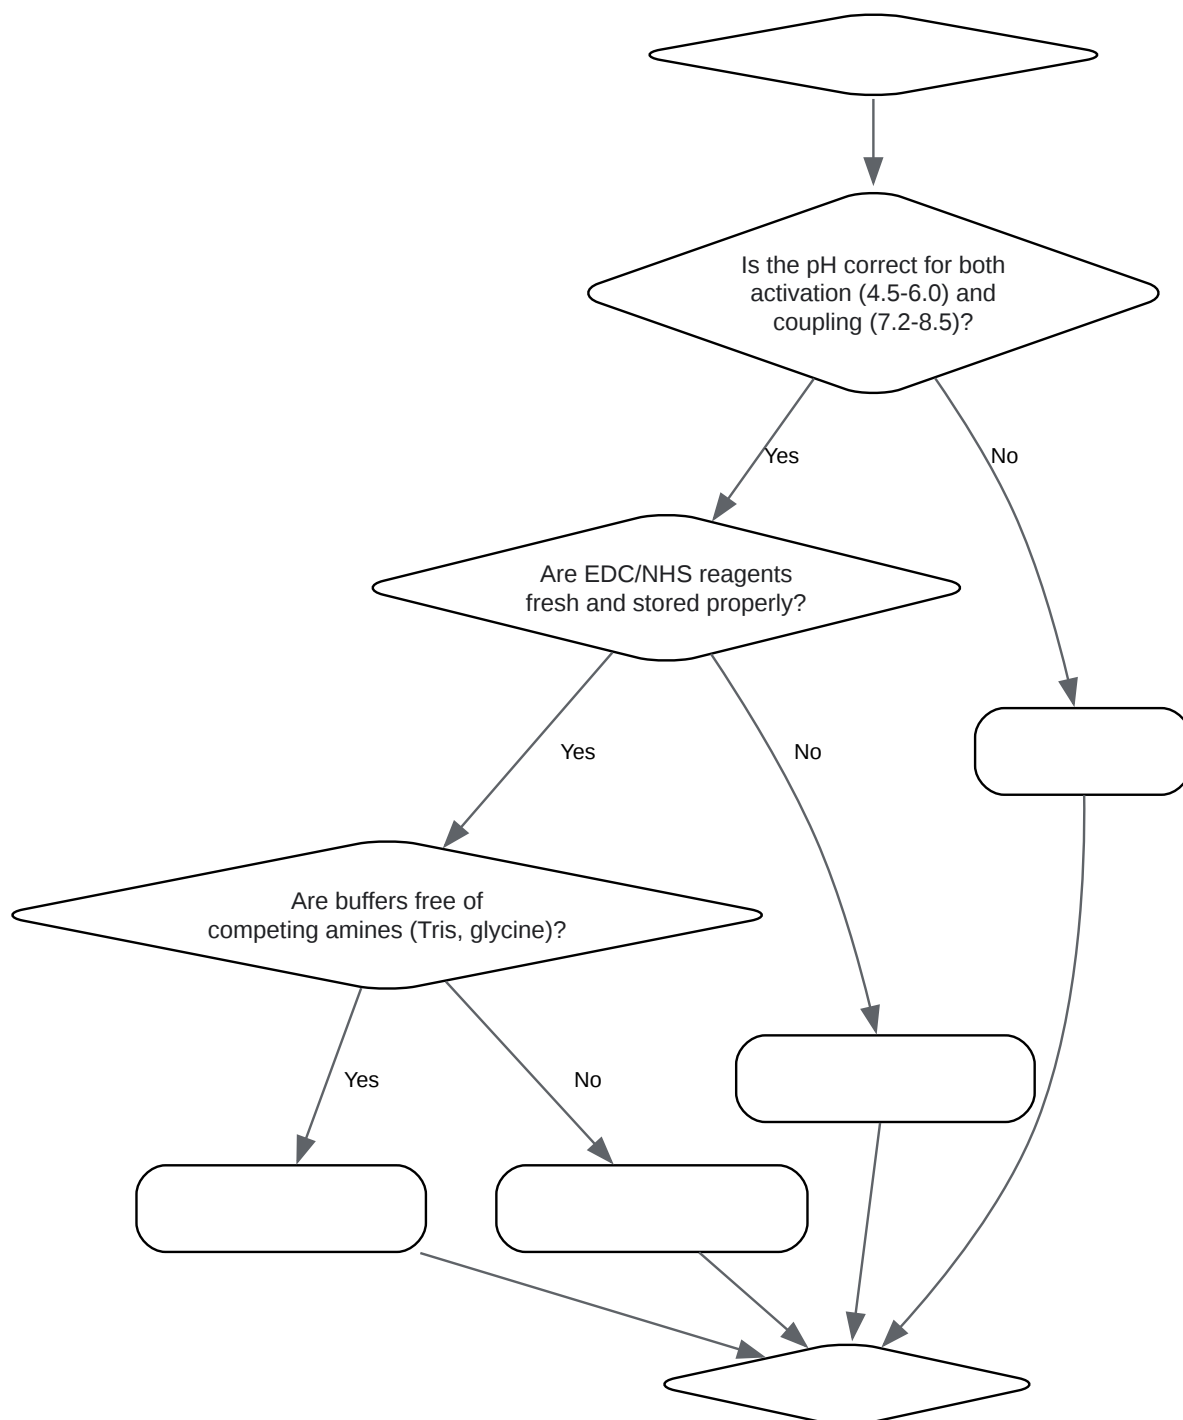 Is the pH correct for both
activation (4.5-6.0) and
coupling (7.2-8.5)?
Yes
No
Are EDC/NHS reagents
fresh and stored properly?
Yes
No
Are buffers free of
competing amines (Tris, glycine)?
Yes
No